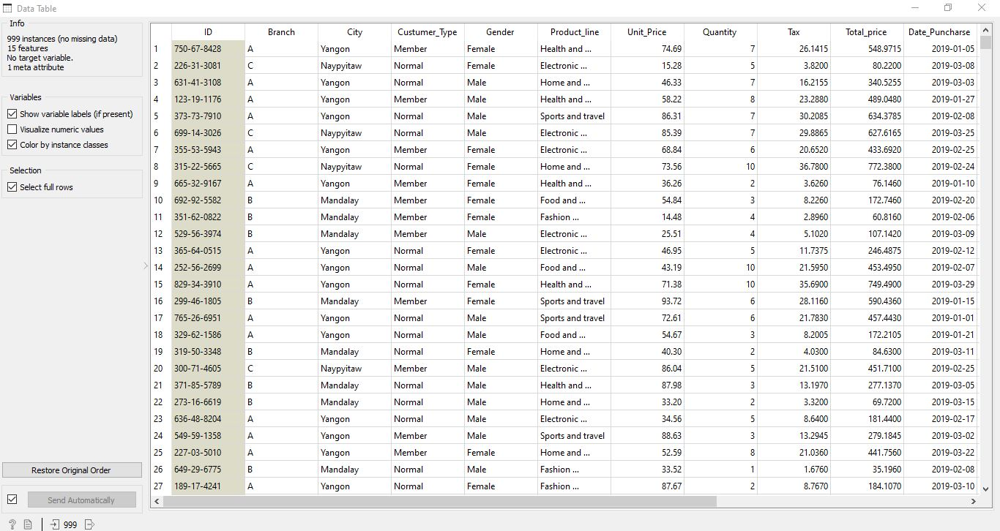 Data Table
Info
999 instances (no missing data)
15 features
No target variable.
1 meta attribute
Variables
Show variable labels (if present)
Visualize numeric values
Color by instance classes
Selection
Select full rows
Restore Original Order
Send Automatically
? 999
ID Branch City Custumer_Type Gender Product_line Unit_Price Quantity Tax Total_price Date_Puncharse
1 750-67-8428 A Yangon Member Female Health and ... 74.69 7 26.1415 548.9715 2019-01-05
2 226-31-3081 C Naypyitaw Normal Female Electronic ... 15.28 5 3.8200 80.2200 2019-03-08
3 631-41-3108 A Yangon Normal Male Home and ... 46.33 7 16.2155 340.5255 2019-03-03
4 123-19-1176 A Yangon Member Male Health and ... 58.22 8 23.2880 489.0480 2019-01-27
5 373-73-7910 A Yangon Normal Male Sports and travel 86.31 7 30.2085 634.3785 2019-02-08
6 699-14-3026 C Naypyitaw Normal Male Electronic ... 85.39 7 29.8865 627.6165 2019-03-25
7 355-53-5943 A Yangon Member Female Electronic ... 68.84 6 20.6520 433.6920 2019-02-25
8 315-22-5665 C Naypyitaw Normal Female Home and ... 73.56 10 36.7800 772.3800 2019-02-24
9 665-32-9167 A Yangon Member Female Health and ... 36.26 2 3.6260 76.1460 2019-01-10
10 692-92-5582 B Mandalay Member Female Food and ... 54.84 3 8.2260 172.7460 2019-02-20
11 351-62-0822 B Mandalay Member Female Fashion ... 14.48 4 2.8960 60.8160 2019-02-06
12 529-56-3974 B Mandalay Member Male Electronic ... 25.51 4 5.1020 107.1420 2019-03-09
13 365-64-0515 A Yangon Normal Female Electronic ... 46.95 5 11.7375 246.4875 2019-02-12
14 252-56-2699 A Yangon Normal Male Food and ... 43.19 10 21.5950 453.4950 2019-02-07
15 829-34-3910 A Yangon Normal Female Health and ... 71.38 10 35.6900 749.4900 2019-03-29
16 299-46-1805 B Mandalay Member Female Sports and travel 93.72 6 28.1160 590.4360 2019-01-15
17 765-26-6951 A Yangon Normal Male Sports and travel 72.61 6 21.7830 457.4430 2019-01-01
18 329-62-1586 A Yangon Normal Male Food and ... 54.67 3 8.2005 172.2105 2019-01-21
19 319-50-3348 B Mandalay Normal Female Home and ... 40.30 2 4.0300 84.6300 2019-03-11
20 300-71-4605 C Naypyitaw Member Male Electronic ... 86.04 5 21.5100 451.7100 2019-02-25
21 371-85-5789 B Mandalay Normal Male Health and ... 87.98 3 13.1970 277.1370 2019-03-05
22 273-16-6619 B Mandalay Normal Male Home and ... 33.20 2 3.3200 69.7200 2019-03-15
23 636-48-8204 A Yangon Normal Male Electronic ... 34.56 5 8.6400 181.4400 2019-02-17
24 549-59-1358 A Yangon Member Male Sports and travel 88.63 3 13.2945 279.1845 2019-03-02
25 227-03-5010 A Yangon Member Female Home and ... 52.59 8 21.0360 441.7560 2019-03-22
26 649-29-6775 B Mandalay Normal Male Fashion ... 33.52 1 1.6760 35.1960 2019-02-08
27 189-17-4241 A Yangon Normal Female Fashion ... 87.67 2 8.7670 184.1070 2019-03-10